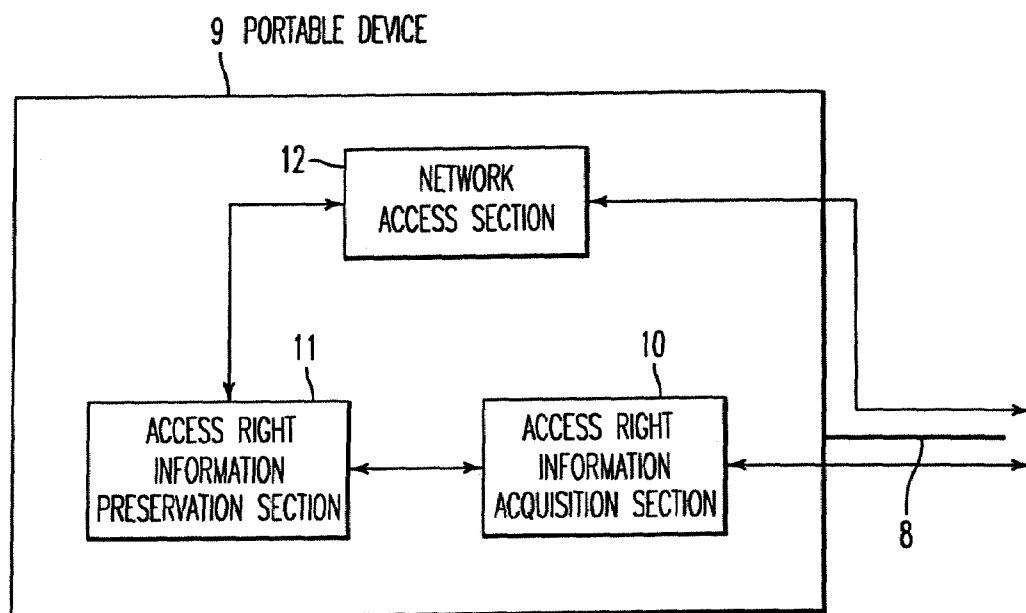 9 PORTABLE DEVICE
12
NETWORK
ACCESS SECTION
11
ACCESS RIGHT
INFORMATION
PRESERVATION SECTION
10
ACCESS RIGHT
INFORMATION
ACQUISITION SECTION
8